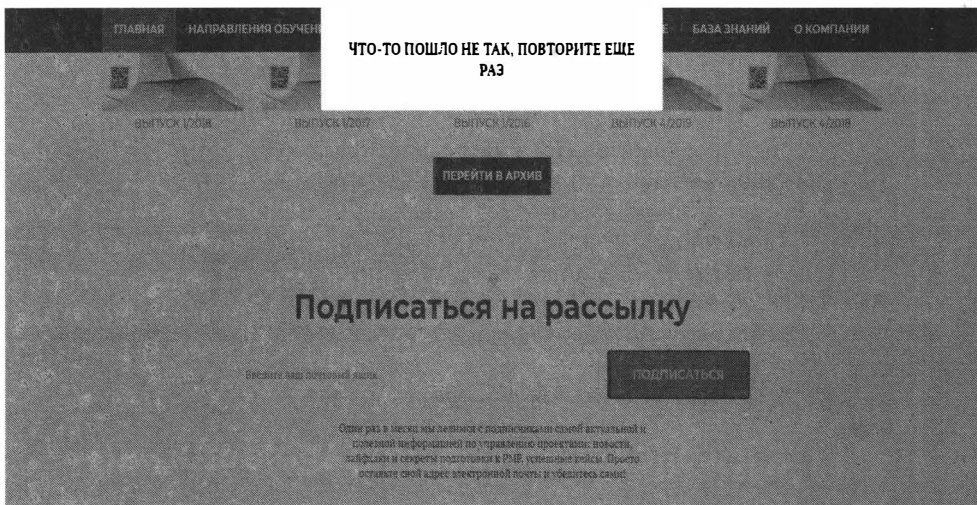 ГЛАВНАЯ НАПРАВЛЕНИЯ ОБУЧЕН БАЗА ЗНАНИЙ О КОМПАНИИ
ЧТО-ТО ПОШЛО НЕ ТАК, ПОВТОРИТЕ ЕЩЕ
РАЗ
ВЫПУСК 1/2018 ВЫПУСК 1/2017 ВЫПУСК 1/2016 ВЫПУСК 4/2019 ВЫПУСК 4/2018
ПЕРЕЙТИ В АРХИВ
Подписаться на рассылку
Введите ваш почтовый ящик ПОДПИСАТЬСЯ
Один раз в месяц мы делимся с подписчиками самой актуальной и
полезной информацией по управлению проектами: новости,
лайфхаки и секреты подготовки к PMP, успешные кейсы. Просто
оставьте свой адрес электронной почты и убедитесь сами!